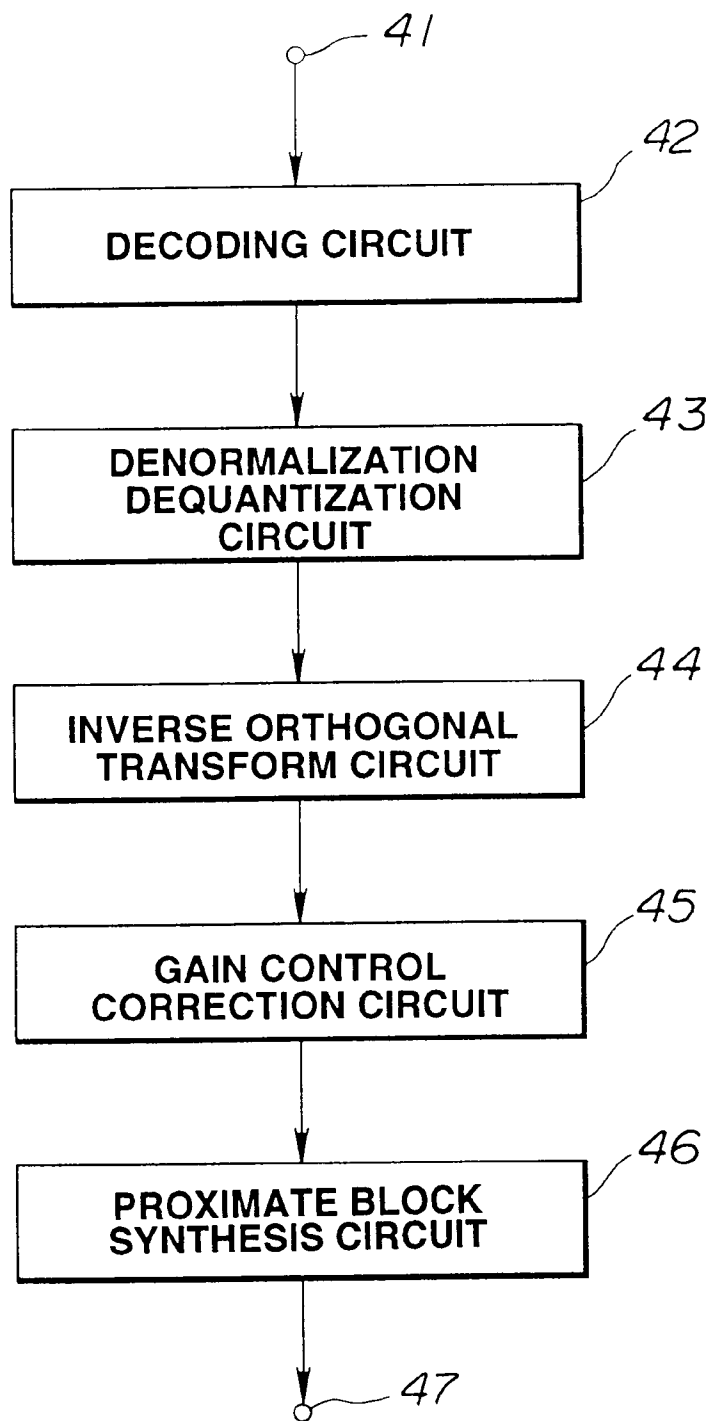 41
42
DECODING CIRCUIT
43
DENORMALIZATION
DEQUANTIZATION
CIRCUIT
44
INVERSE ORTHOGONAL
TRANSFORM CIRCUIT
45
GAIN CONTROL
CORRECTION CIRCUIT
46
PROXIMATE BLOCK
SYNTHESIS CIRCUIT
47